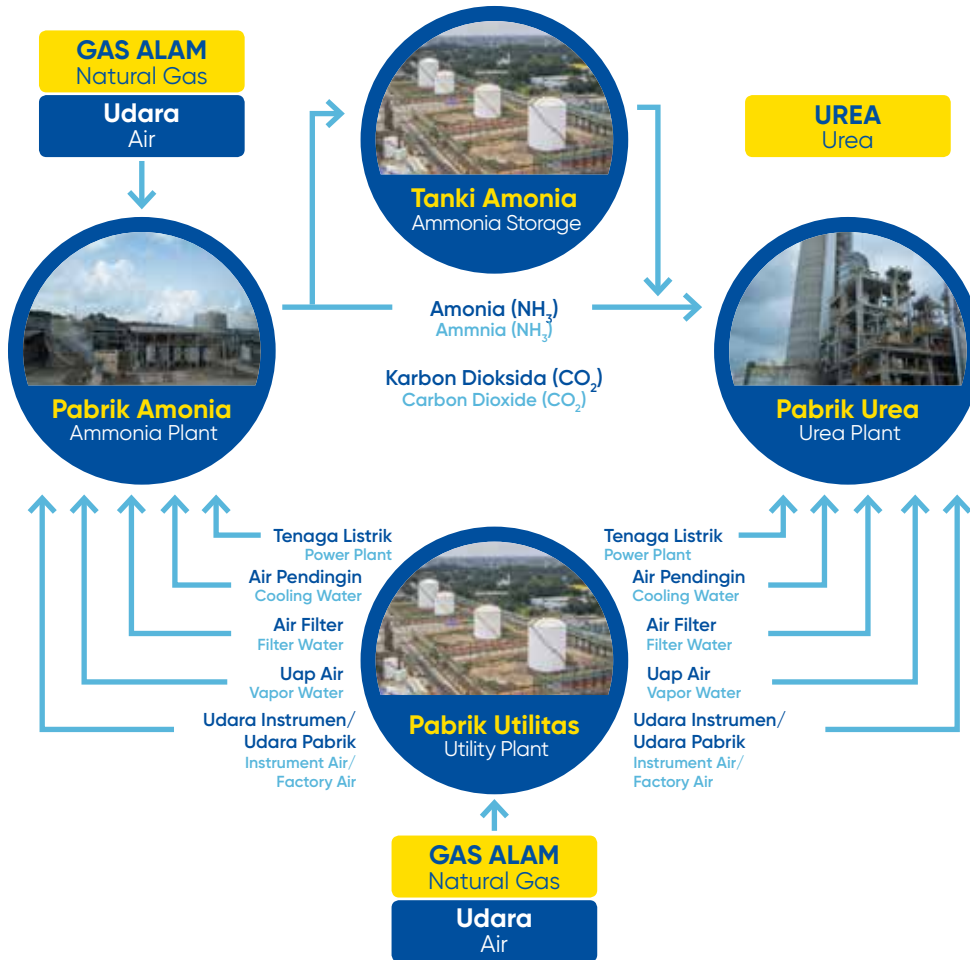 GAS ALAM
Natural Gas
Udara
Air
Tanki Amonia
Ammonia Storage
UREA
Urea
Pabrik Amonia
Ammonia Plant
Amonia (NH₃)
Ammnia (NH₃)
Karbon Dioksida (CO₂)
Carbon Dioxide (CO₂)
Pabrik Urea
Urea Plant
Tenaga Listrik
Power Plant
Air Pendingin
Cooling Water
Air Filter
Filter Water
Uap Air
Vapor Water
Udara Instrumen/
Udara Pabrik
Instrument Air/
Factory Air
Pabrik Utilitas
Utility Plant
Tenaga Listrik
Power Plant
Air Pendingin
Cooling Water
Air Filter
Filter Water
Uap Air
Vapor Water
Udara Instrumen/
Udara Pabrik
Instrument Air/
Factory Air
GAS ALAM
Natural Gas
Udara
Air